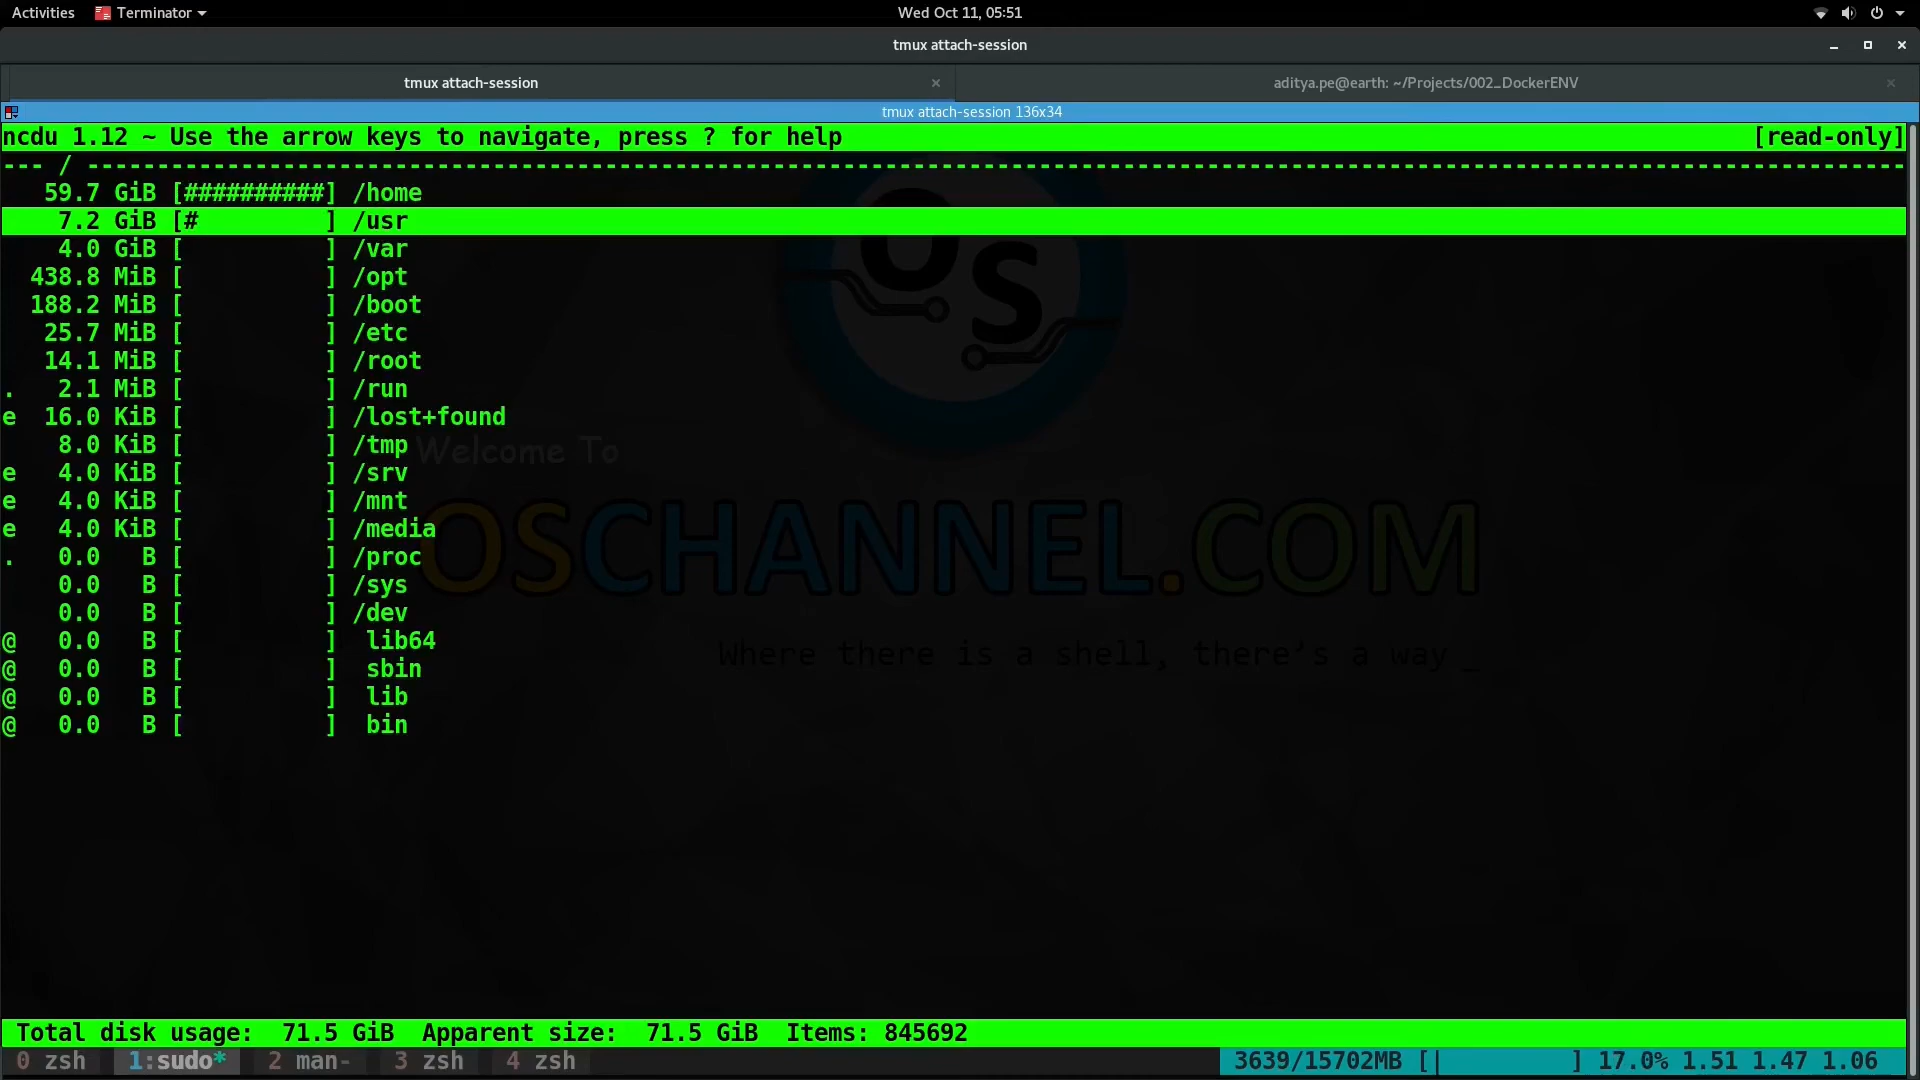 Activities Terminator Wed Oct 11, 05:51
tmux attach-session
tmux attach-session × aditya.pe@earth: ~/Projects/002_DockerENV ×
tmux attach-session 136x34
ncdu 1.12 ~ Use the arrow keys to navigate, press ? for help [read-only]
--- / ----------------------------------------------------------------------------------------------------------------------------------
59.7 GiB [##########] /home
7.2 GiB [# ] /usr
4.0 GiB [ ] /var
438.8 MiB [ ] /opt
188.2 MiB [ ] /boot
25.7 MiB [ ] /etc
14.1 MiB [ ] /root
. 2.1 MiB [ ] /run
e 16.0 KiB [ ] /lost+found
8.0 KiB [ ] /tmp
e 4.0 KiB [ ] /srv
e 4.0 KiB [ ] /mnt
e 4.0 KiB [ ] /media
. 0.0 B [ ] /proc
0.0 B [ ] /sys
0.0 B [ ] /dev
@ 0.0 B [ ] lib64
@ 0.0 B [ ] sbin
@ 0.0 B [ ] lib
@ 0.0 B [ ] bin
OS
Welcome To
OSCHANNEL.COM
Where there is a shell, there's a way _
Total disk usage: 71.5 GiB Apparent size: 71.5 GiB Items: 845692
0 zsh 1:sudo* 2 man- 3 zsh 4 zsh 3639/15702MB [| ] 17.0% 1.51 1.47 1.06